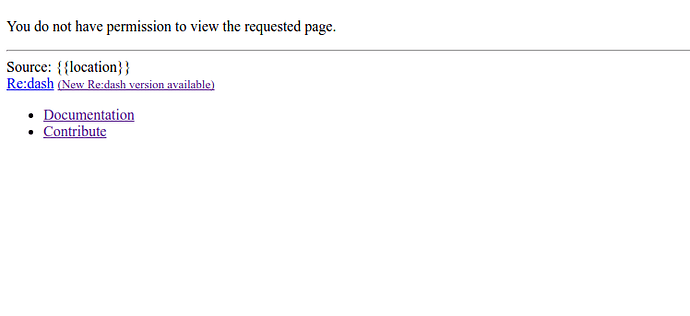 You do not have permission to view the requested page.
Source: {{location}}
Re:dash (New Re:dash version available)
Documentation
Contribute